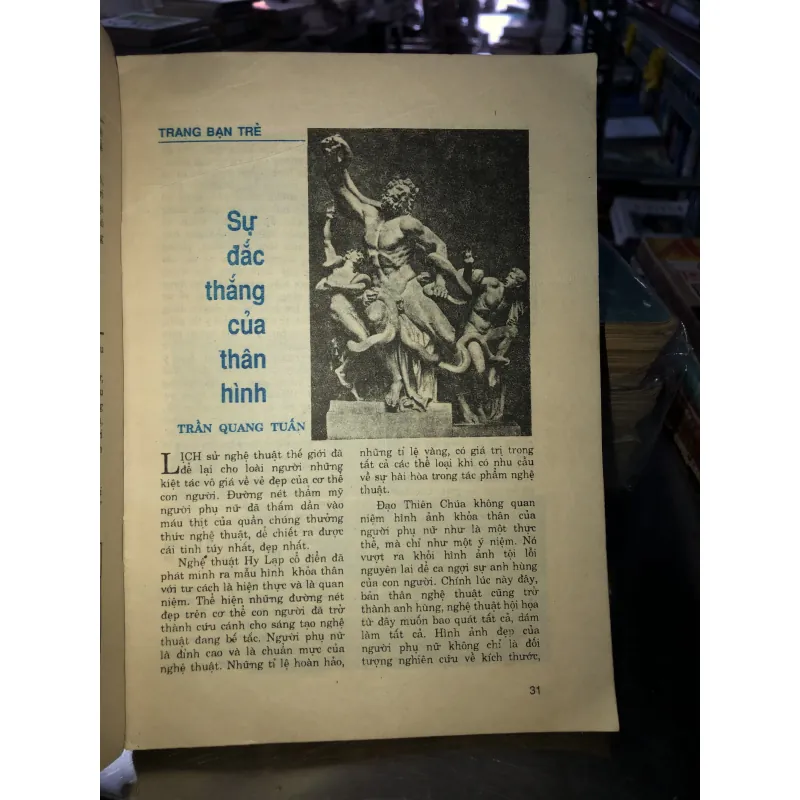 TRANG BẠN TRẺ
Sự
đắc
thắng
của
thân
hình
TRẦN QUANG TUẤN
LỊCH sử nghệ thuật thế giới đã
để lại cho loài người những
kiệt tác vô giá về vẻ đẹp của cơ thể
con người. Đường nét thẩm mỹ
người phụ nữ đã thấm dần vào
máu thịt của quần chúng thưởng
thức nghệ thuật, để chiết ra được
cái tinh túy nhất, đẹp nhất.
Nghệ thuật Hy Lạp cổ điển đã
phát minh ra mẫu hình khỏa thân
với tư cách là hiện thực và là quan
niệm. Thể hiện những đường nét
đẹp trên cơ thể con người đã trở
thành cứu cánh cho sáng tạo nghệ
thuật đang bế tắc. Người phụ nữ
là đỉnh cao và là chuẩn mực của
nghệ thuật. Những tỉ lệ hoàn hảo,
những tỉ lệ vàng, có giá trị trong
tất cả các thể loại khi có nhu cầu
về sự hài hòa trong tác phẩm nghệ
thuật.
Đạo Thiên Chúa không quan
niệm hình ảnh khỏa thân của
người phụ nữ như là một thực
thể, mà chỉ như một ý niệm. Nó
vượt ra khỏi hình ảnh tội lỗi
nguyên lai để ca ngợi sự anh hùng
của con người. Chính lúc này đây,
bản thân nghệ thuật cũng trở
thành anh hùng, nghệ thuật hội họa
từ đây muốn bao quát tất cả, dám
làm tất cả. Hình ảnh đẹp của
người phụ nữ không chỉ là đối
tượng nghiên cứu về kích thước,
31